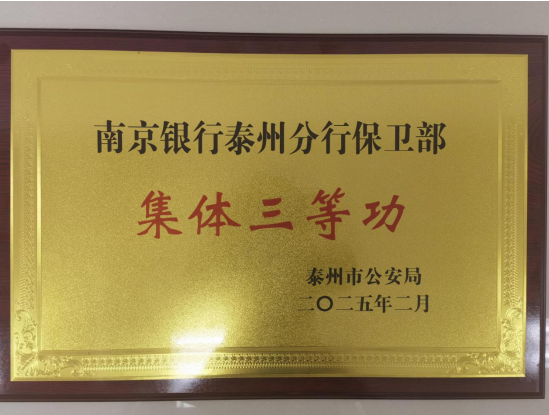 南京银行泰州分行保卫部
集体三等功
泰州市公安局
二〇二五年二月